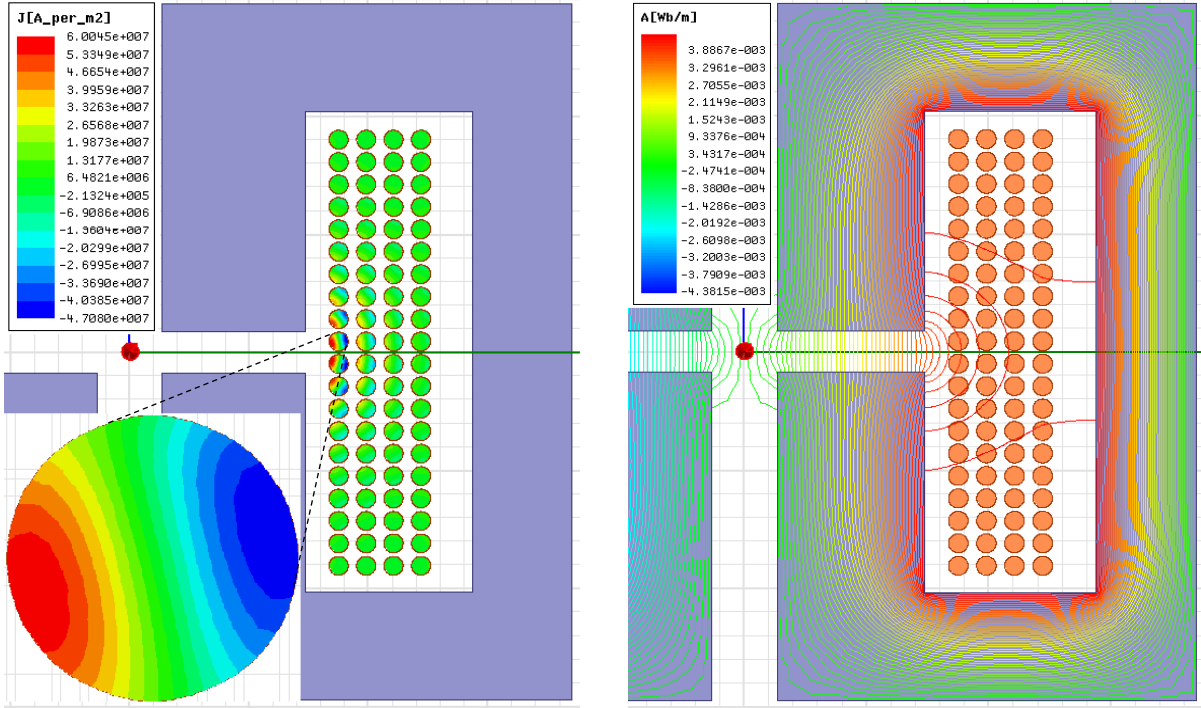 J[A_per_m2]
6.0045e+007
5.3349e+007
4.6654e+007
3.9959e+007
3.3263e+007
2.6568e+007
1.9873e+007
1.3177e+007
6.4821e+006
-2.1324e+005
-6.9086e+006
-1.3604e+007
-2.0299e+007
-2.6995e+007
-3.3690e+007
-4.0385e+007
-4.7080e+007
A[Wb/m]
3.8867e-003
3.2961e-003
2.7055e-003
2.1149e-003
1.5243e-003
9.3376e-004
3.4317e-004
-2.4741e-004
-8.3800e-004
-1.4286e-003
-2.0192e-003
-2.6098e-003
-3.2003e-003
-3.7909e-003
-4.3815e-003